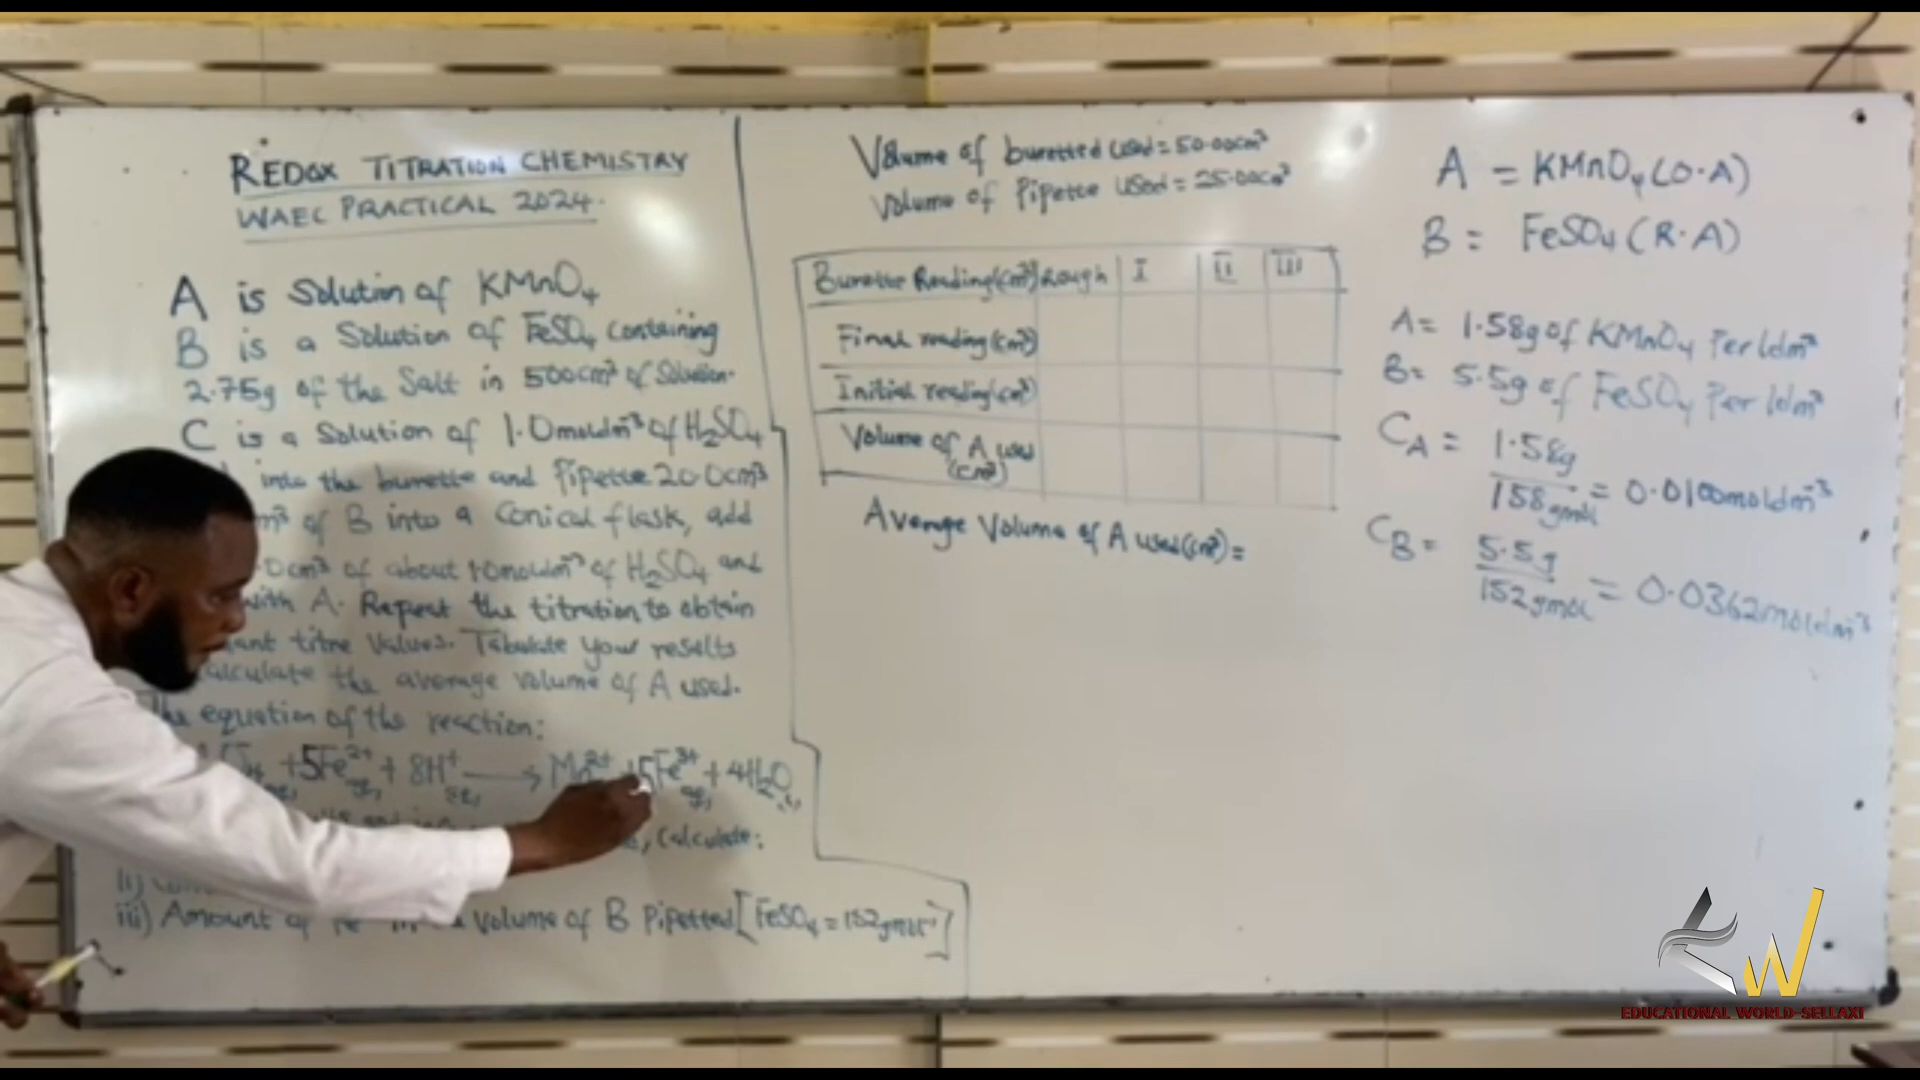 REDOX TITRATION CHEMISTRY
WAEC PRACTICAL 2024.
A is Solution of KMnO₄
B is a Solution of FeSO₄ containing
2.75g of the Salt in 500cm³ of Solution.
C is a Solution of 1.0moldm⁻³ of H₂SO₄
into the burette and Pipette 20.0cm³
of B into a Conical flask, add
0cm³ of about 1.0moldm⁻³ of H₂SO₄ and
with A. Repeat the titration to obtain
titre Values. Tabulate your results
calculate the average volume of A used.
The equation of the reaction:
+5Fe²⁺ + 8H⁺ → Mn²⁺ +5Fe³⁺ + 4H₂O
, Calculate:
ii)
iii) Amount of Volume of B Pipetted [FeSO₄ = 152gmol⁻¹]
Volume of buretted used = 50.00cm³
Volume of Pipette used = 25.00cm³
Burette Reading(cm³) Rough I II III
Final reading(cm³)
Initial reading(cm³)
Volume of A used
(cm³)
Average Volume of A used(cm³) =
A = KMnO₄ (O.A)
B = FeSO₄ (R.A)
A = 1.58g of KMnO₄ Per 1dm³
B = 5.5g of FeSO₄ Per 1dm³
C_A = 1.58g / 158gmol = 0.0100moldm⁻³
C_B = 5.5g / 152gmol = 0.0362moldm⁻³
EDUCATIONAL WORLD-SELLAXI